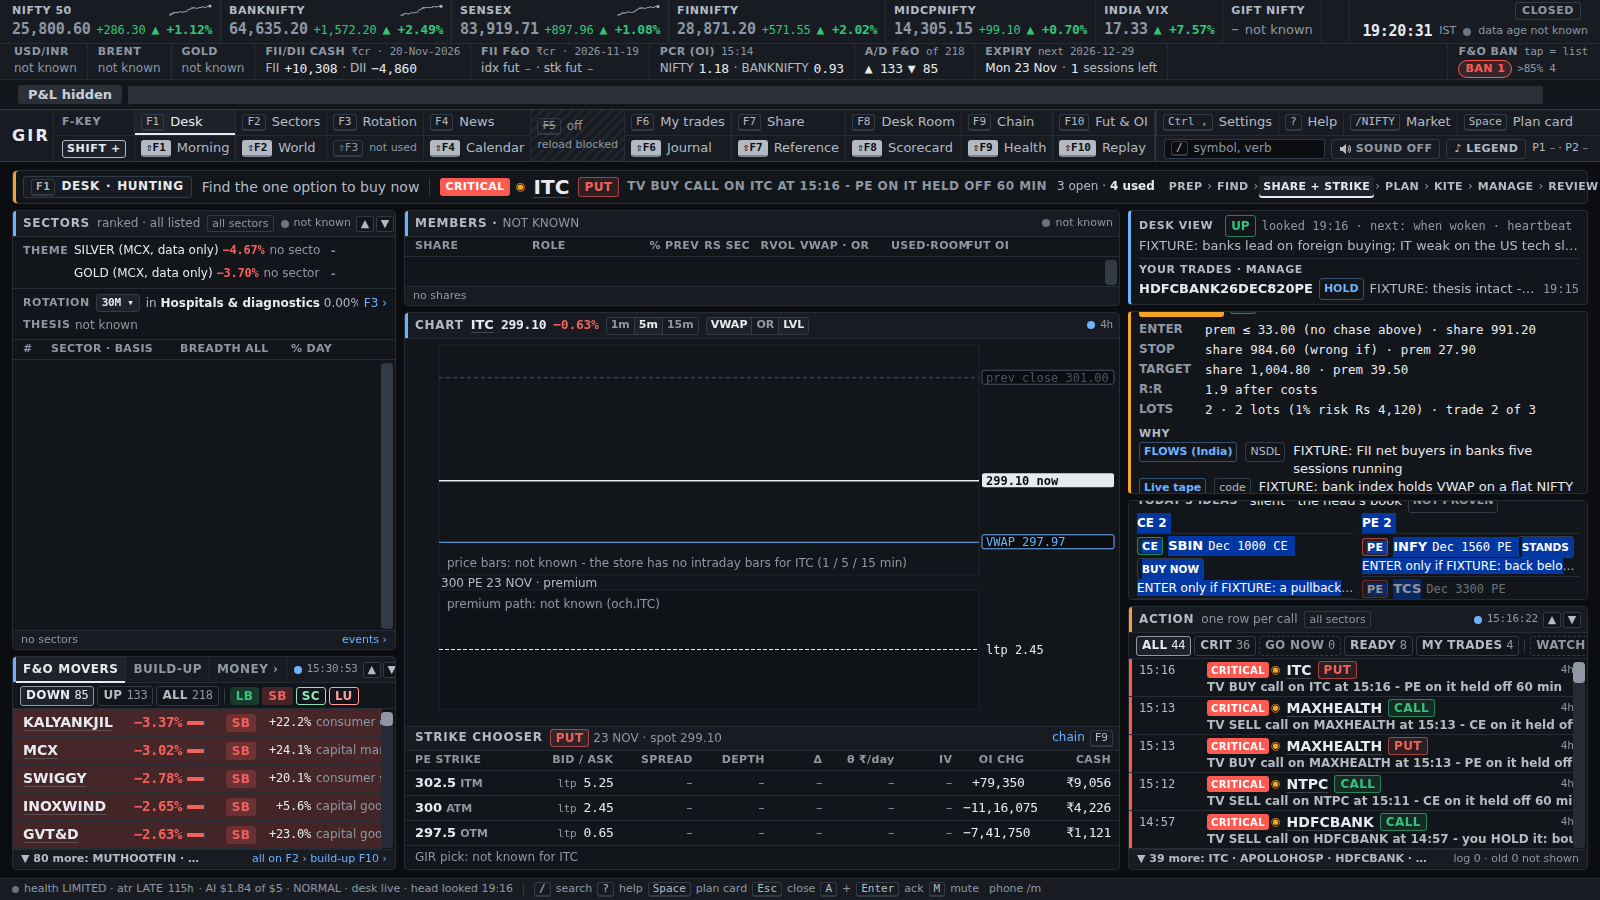 NIFTY 50 BANKNIFTY SENSEX FINNIFTY MIDCPNIFTY INDIA VIX GIFT NIFTY CLOSED
25,800.60 +286.30 ▲ +1.12% 64,635.20 +1,572.20 ▲ +2.49% 83,919.71 +897.96 ▲ +1.08% 28,871.20 +571.55 ▲ +2.02% 14,305.15 +99.10 ▲ +0.70% 17.33 ▲ +7.57% – not known 19:20:31 IST data age not known
USD/INR BRENT GOLD FII/DII CASH ₹cr · 20-Nov-2026 FII F&O ₹cr · 2026-11-19 PCR (OI) 15:14 A/D F&O of 218 EXPIRY next 2026-12-29 F&O BAN tap = list
not known not known not known FII +10,308 · DII −4,860 idx fut – · stk fut – NIFTY 1.18 · BANKNIFTY 0.93 ▲ 133 ▼ 85 Mon 23 Nov · 1 sessions left BAN 1 >85% 4
P&L hidden
GIR F-KEY F1 Desk F2 Sectors F3 Rotation F4 News F5 off F6 My trades F7 Share F8 Desk Room F9 Chain F10 Fut & OI Ctrl , Settings ? Help /NIFTY Market Space Plan card
SHIFT + ⇧F1 Morning ⇧F2 World ⇧F3 not used ⇧F4 Calendar reload blocked ⇧F6 Journal ⇧F7 Reference ⇧F8 Scorecard ⇧F9 Health ⇧F10 Replay / symbol, verb SOUND OFF ♪ LEGEND P1 – · P2 –
F1 DESK · HUNTING Find the one option to buy now CRITICAL ITC PUT TV BUY CALL ON ITC AT 15:16 - PE ON IT HELD OFF 60 MIN 3 open · 4 used PREP › FIND › SHARE + STRIKE › PLAN › KITE › MANAGE › REVIEW
SECTORS ranked · all listed all sectors not known ▲ ▼
THEME SILVER (MCX, data only) −4.67% no secto -
GOLD (MCX, data only) −3.70% no sector -
ROTATION 30M ▾ in Hospitals & diagnostics 0.00% F3 ›
THESIS not known
# SECTOR · BASIS BREADTH ALL % DAY
no sectors events ›
F&O MOVERS BUILD-UP MONEY › 15:30:53 ▲ ▼
DOWN 85 UP 133 ALL 218 LB SB SC LU
KALYANKJIL −3.37% SB +22.2% consumer
MCX −3.02% SB +24.1% capital mar
SWIGGY −2.78% SB +20.1% consumer s
INOXWIND −2.65% SB +5.6% capital goo
GVT&D −2.63% SB +23.0% capital goo
▼ 80 more: MUTHOOTFIN · … all on F2 › build-up F10 ›
MEMBERS · NOT KNOWN not known
SHARE ROLE % PREV RS SEC RVOL VWAP · OR USED·ROOM FUT OI
no shares
CHART ITC 299.10 −0.63% 1m 5m 15m VWAP OR LVL 4h
prev close 301.00
299.10 now
VWAP 297.97
price bars: not known - the store has no intraday bars for ITC (1 / 5 / 15 min)
300 PE 23 NOV · premium
premium path: not known (och.ITC)
ltp 2.45
STRIKE CHOOSER PUT 23 NOV · spot 299.10 chain F9
PE STRIKE BID / ASK SPREAD DEPTH Δ θ ₹/day IV OI CHG CASH
302.5 ITM ltp 5.25 – – – – – +79,350 ₹9,056
300 ATM ltp 2.45 – – – – – −11,16,075 ₹4,226
297.5 OTM ltp 0.65 – – – – – −7,41,750 ₹1,121
GIR pick: not known for ITC
DESK VIEW UP looked 19:16 · next: when woken · heartbeat
FIXTURE: banks lead on foreign buying; IT weak on the US tech sl…
YOUR TRADES · MANAGE
HDFCBANK26DEC820PE HOLD FIXTURE: thesis intact -… 19:15
ENTER prem ≤ 33.00 (no chase above) · share 991.20
STOP share 984.60 (wrong if) · prem 27.90
TARGET share 1,004.80 · prem 39.50
R:R 1.9 after costs
LOTS 2 · 2 lots (1% risk Rs 4,120) · trade 2 of 3
WHY
FLOWS (India) NSDL FIXTURE: FII net buyers in banks five
sessions running
Live tape code FIXTURE: bank index holds VWAP on a flat NIFTY
TODAY'S IDEAS silent · the head's book NOT PROVEN
CE 2 PE 2
CE SBIN Dec 1000 CE PE INFY Dec 1560 PE STANDS
BUY NOW ENTER only if FIXTURE: back belo…
ENTER only if FIXTURE: a pullback… PE TCS Dec 3300 PE
ACTION one row per call all sectors 15:16:22 ▲ ▼
ALL 44 CRIT 36 GO NOW 0 READY 8 MY TRADES 4 WATCH
15:16 CRITICAL ITC PUT 4h
TV BUY call on ITC at 15:16 - PE on it held off 60 min
15:13 CRITICAL MAXHEALTH CALL 4h
TV SELL call on MAXHEALTH at 15:13 - CE on it held of
15:13 CRITICAL MAXHEALTH PUT 4h
TV BUY call on MAXHEALTH at 15:13 - PE on it held off
15:12 CRITICAL NTPC CALL 4h
TV SELL call on NTPC at 15:11 - CE on it held off 60 mi
14:57 CRITICAL HDFCBANK CALL 4h
TV SELL call on HDFCBANK at 14:57 - you HOLD it: bou
▼ 39 more: ITC · APOLLOHOSP · HDFCBANK · … log 0 · old 0 not shown
health LIMITED · atr LATE 115h · AI $1.84 of $5 · NORMAL · desk live · head looked 19:16 / search ? help Space plan card Esc close A + Enter ack M mute phone /m